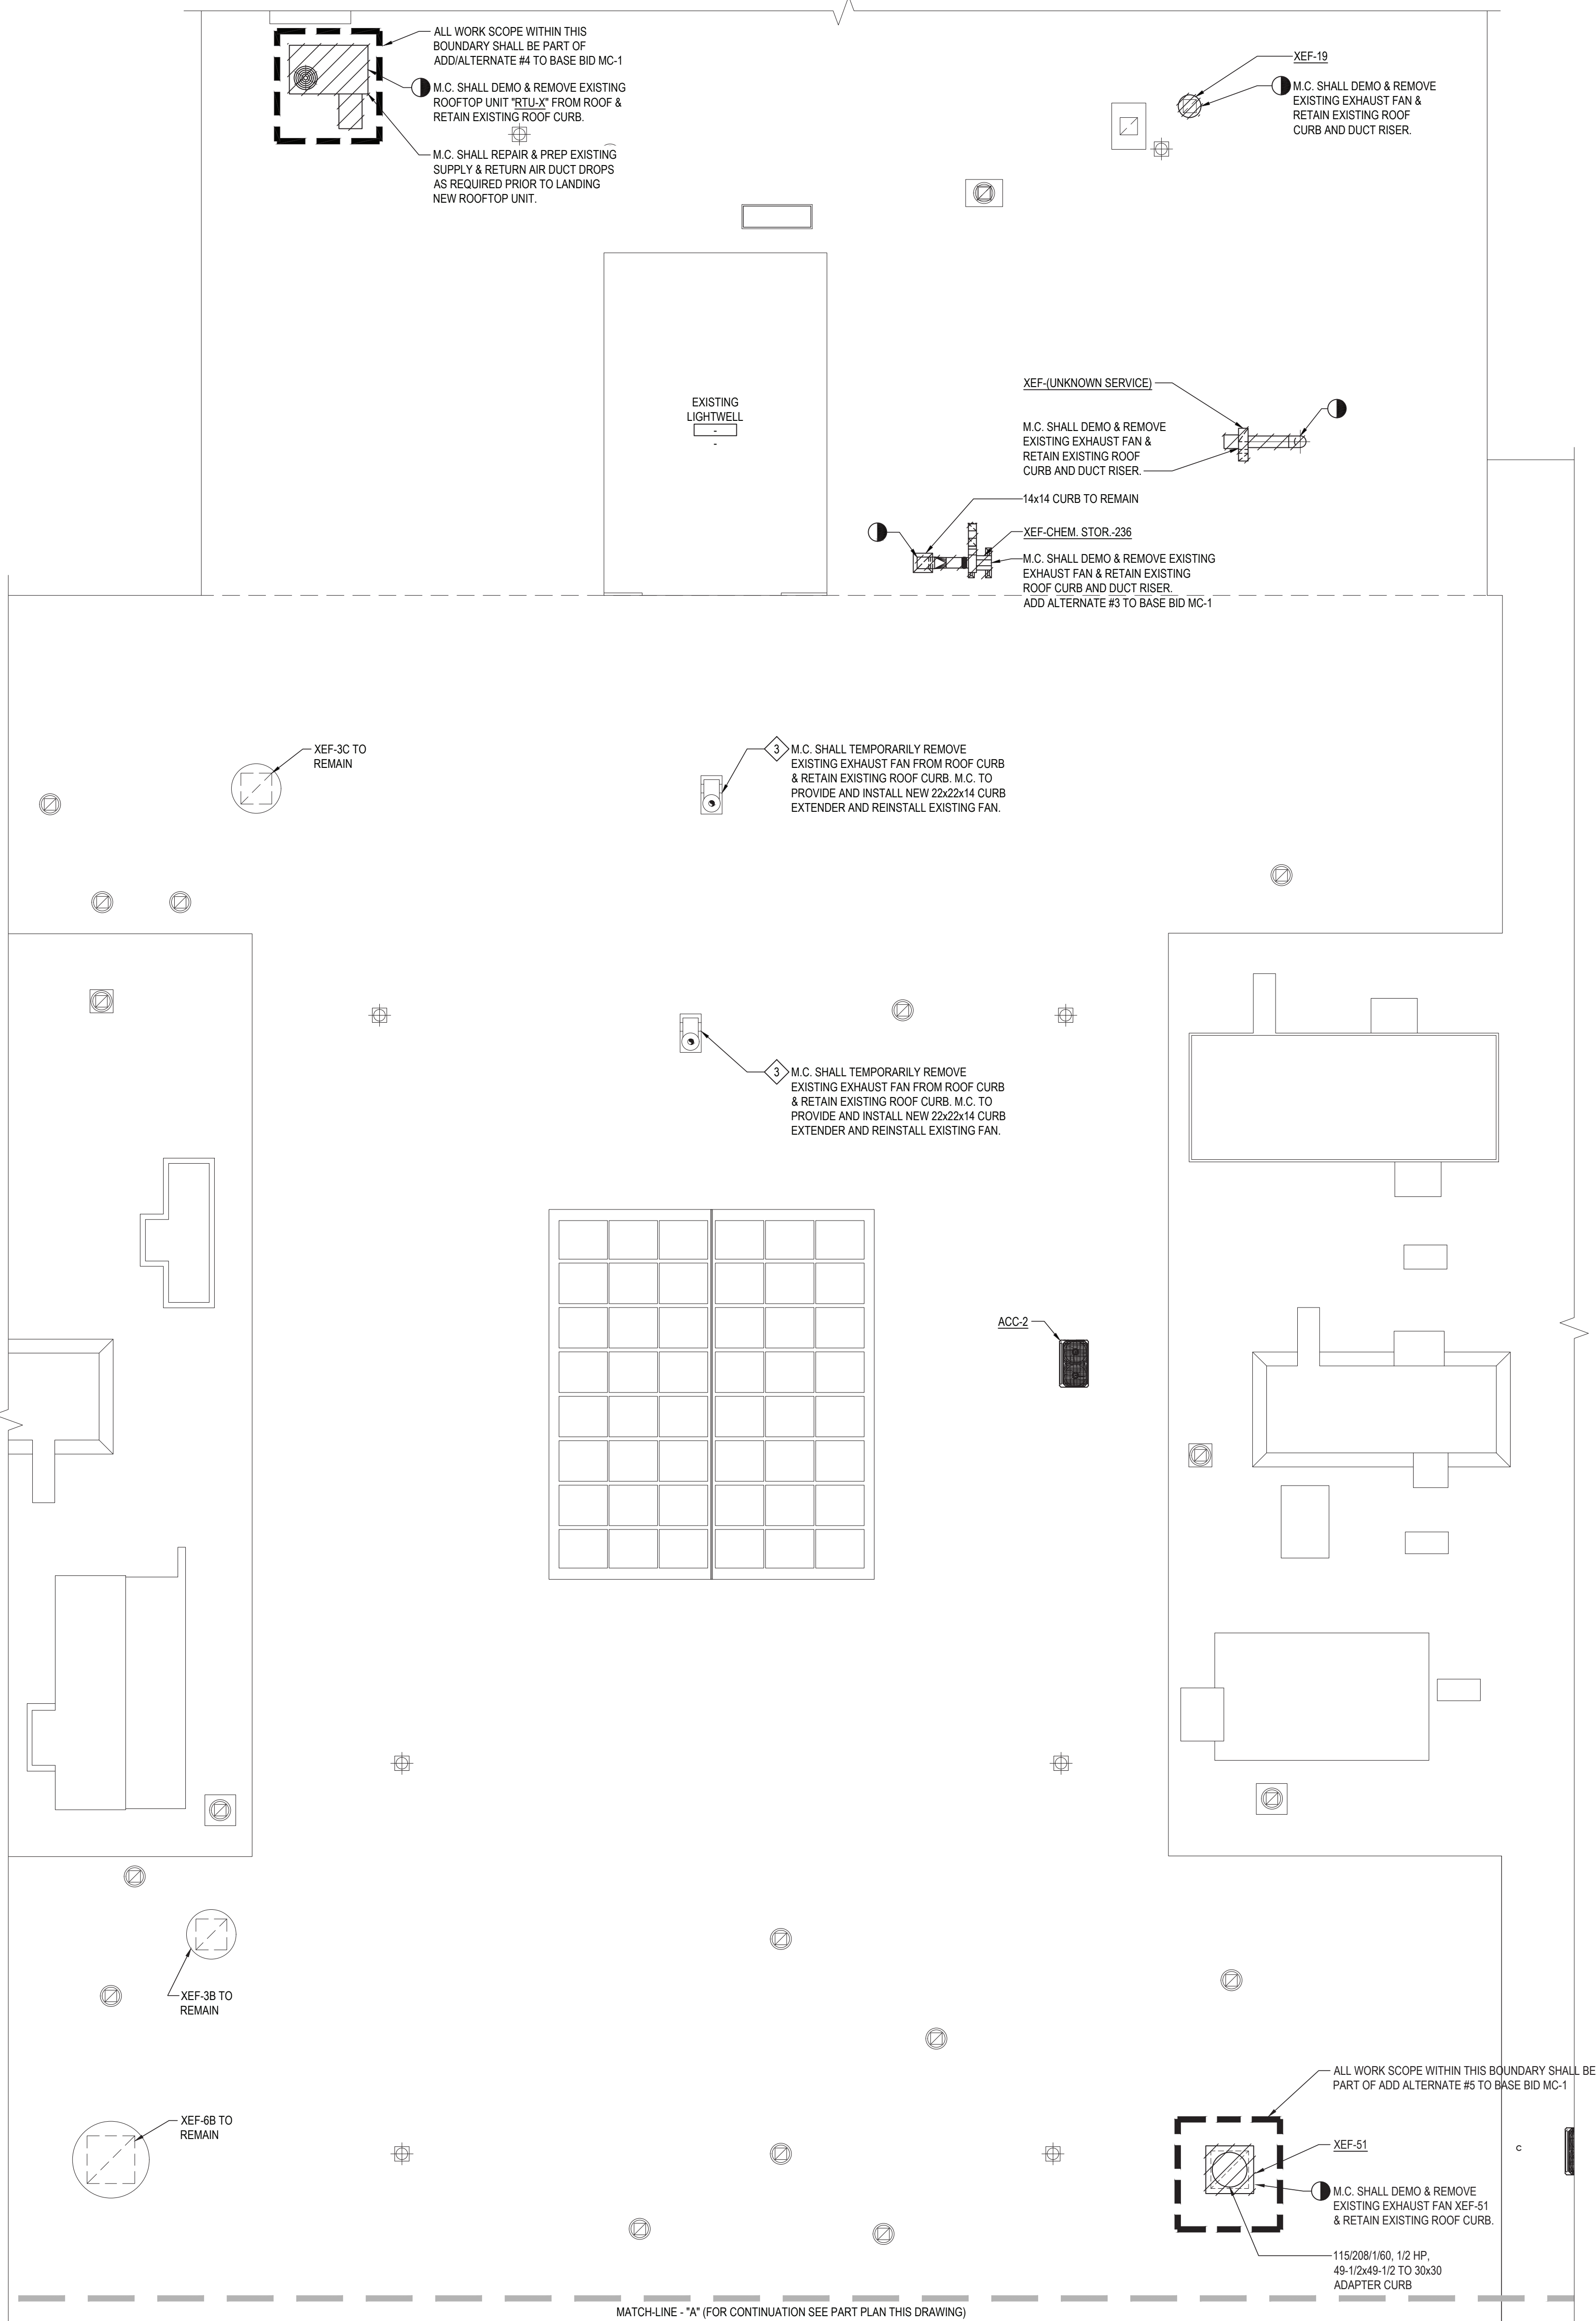 ALL WORK SCOPE WITHIN THIS
BOUNDARY SHALL BE PART OF
ADD/ALTERNATE #4 TO BASE BID MC-1
M.C. SHALL DEMO & REMOVE EXISTING
ROOFTOP UNIT "RTU-X" FROM ROOF &
RETAIN EXISTING ROOF CURB.
M.C. SHALL REPAIR & PREP EXISTING
SUPPLY & RETURN AIR DUCT DROPS
AS REQUIRED PRIOR TO LANDING
NEW ROOFTOP UNIT.
XEF-19
M.C. SHALL DEMO & REMOVE
EXISTING EXHAUST FAN &
RETAIN EXISTING ROOF
CURB AND DUCT RISER.
EXISTING
LIGHTWELL
-
-
XEF-(UNKNOWN SERVICE)
M.C. SHALL DEMO & REMOVE
EXISTING EXHAUST FAN &
RETAIN EXISTING ROOF
CURB AND DUCT RISER.
14x14 CURB TO REMAIN
XEF-CHEM. STOR.-236
M.C. SHALL DEMO & REMOVE EXISTING
EXHAUST FAN & RETAIN EXISTING
ROOF CURB AND DUCT RISER.
ADD ALTERNATE #3 TO BASE BID MC-1
XEF-3C TO
REMAIN
3
M.C. SHALL TEMPORARILY REMOVE
EXISTING EXHAUST FAN FROM ROOF CURB
& RETAIN EXISTING ROOF CURB. M.C. TO
PROVIDE AND INSTALL NEW 22x22x14 CURB
EXTENDER AND REINSTALL EXISTING FAN.
3
M.C. SHALL TEMPORARILY REMOVE
EXISTING EXHAUST FAN FROM ROOF CURB
& RETAIN EXISTING ROOF CURB. M.C. TO
PROVIDE AND INSTALL NEW 22x22x14 CURB
EXTENDER AND REINSTALL EXISTING FAN.
ACC-2
XEF-3B TO
REMAIN
XEF-6B TO
REMAIN
ALL WORK SCOPE WITHIN THIS BOUNDARY SHALL BE
PART OF ADD ALTERNATE #5 TO BASE BID MC-1
XEF-51
C
M.C. SHALL DEMO & REMOVE
EXISTING EXHAUST FAN XEF-51
& RETAIN EXISTING ROOF CURB.
115/208/1/60, 1/2 HP,
49-1/2x49-1/2 TO 30x30
ADAPTER CURB
MATCH-LINE - "A" (FOR CONTINUATION SEE PART PLAN THIS DRAWING)